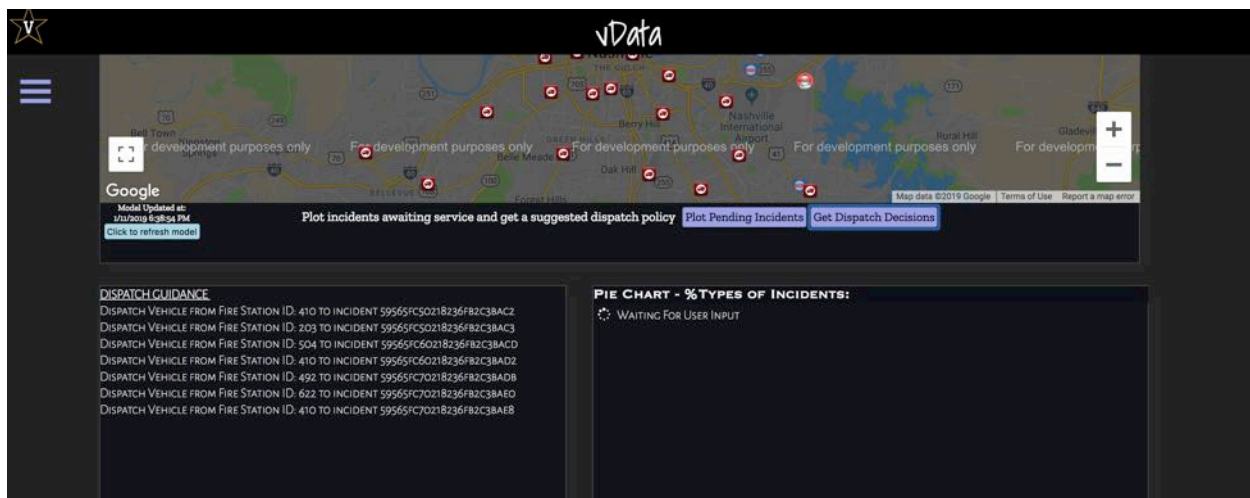 V
vData
Nashville
THE GULCH
Berry Hill
Nashville
International
Airport
Rural Hill
Bell Town
Kingston
Springs
GREEN HILLS
Belle Meade
Oak Hill
BELLEVUE
Forest Hills
For development purposes only
For development purposes only
For development purposes only
For development purposes only
Google
Map data ©2019 Google
Terms of Use
Report a map error
Model Updated at:
1/11/2019 6:38:54 PM
Click to refresh model
Plot incidents awaiting service and get a suggested dispatch policy
Plot Pending Incidents
Get Dispatch Decisions
DISPATCH GUIDANCE
DISPATCH VEHICLE FROM FIRE STATION ID: 410 TO INCIDENT 59565FC50218236FB2C3BAC2
DISPATCH VEHICLE FROM FIRE STATION ID: 203 TO INCIDENT 59565FC50218236FB2C3BAC3
DISPATCH VEHICLE FROM FIRE STATION ID: 504 TO INCIDENT 59565FC60218236FB2C3BACD
DISPATCH VEHICLE FROM FIRE STATION ID: 410 TO INCIDENT 59565FC60218236FB2C3BAD2
DISPATCH VEHICLE FROM FIRE STATION ID: 492 TO INCIDENT 59565FC70218236FB2C3BADB
DISPATCH VEHICLE FROM FIRE STATION ID: 622 TO INCIDENT 59565FC70218236FB2C3BAE0
DISPATCH VEHICLE FROM FIRE STATION ID: 410 TO INCIDENT 59565FC70218236FB2C3BAE8
PIE CHART - %TYPES OF INCIDENTS:
WAITING FOR USER INPUT